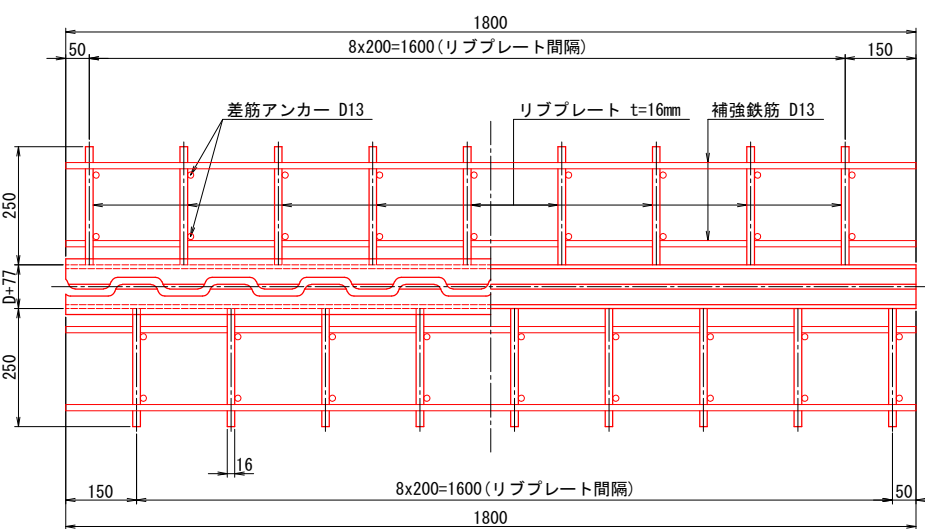 1800
50
8x200=1600(リブプレート間隔)
150
差筋アンカー D13
リブプレート t=16mm
補強鉄筋 D13
250
D+77
250
16
150
8x200=1600(リブプレート間隔)
50
1800